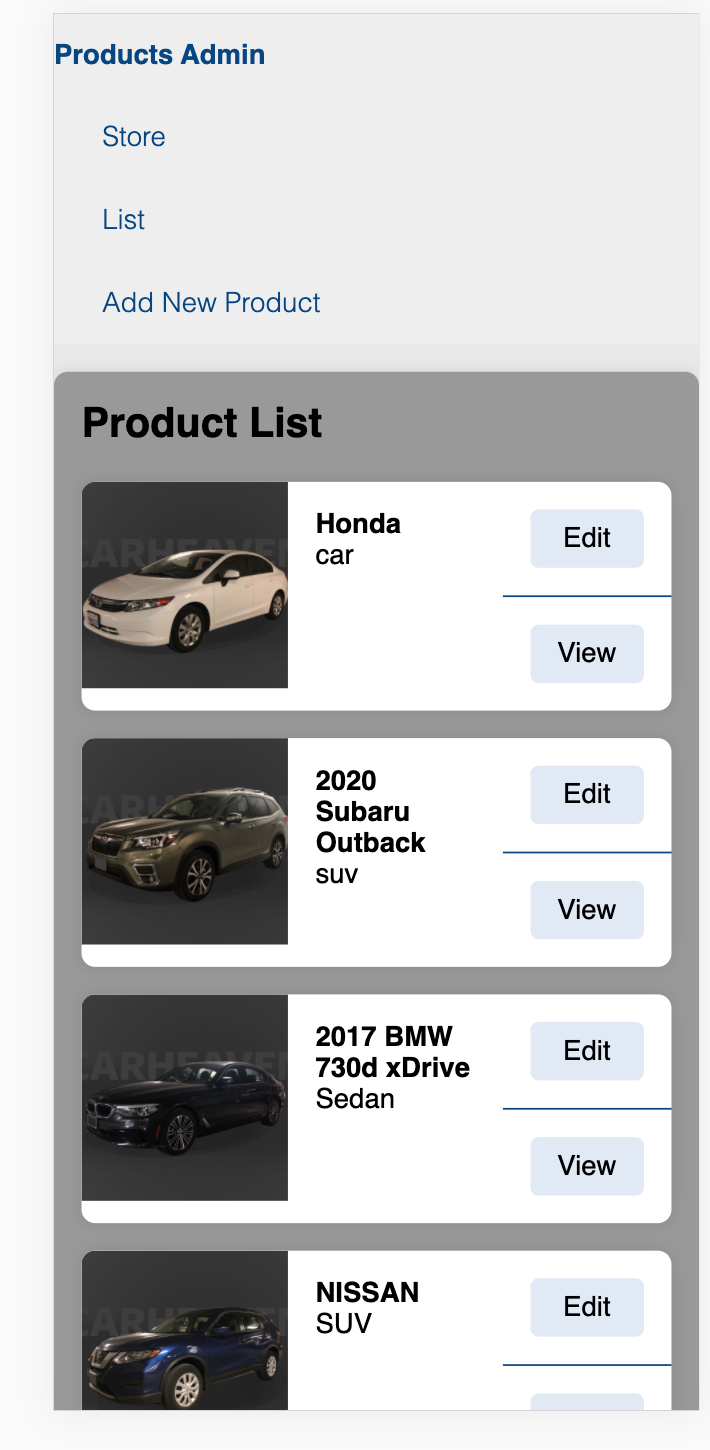 Products Admin
Store
List
Add New Product
Product List
CARHEAVEN
Honda
car
Edit
View
CARHEAVEN
2020
Subaru
Outback
suv
Edit
View
CARHEAVEN
2017 BMW
730d xDrive
Sedan
Edit
View
CARHEAVEN
NISSAN
SUV
Edit